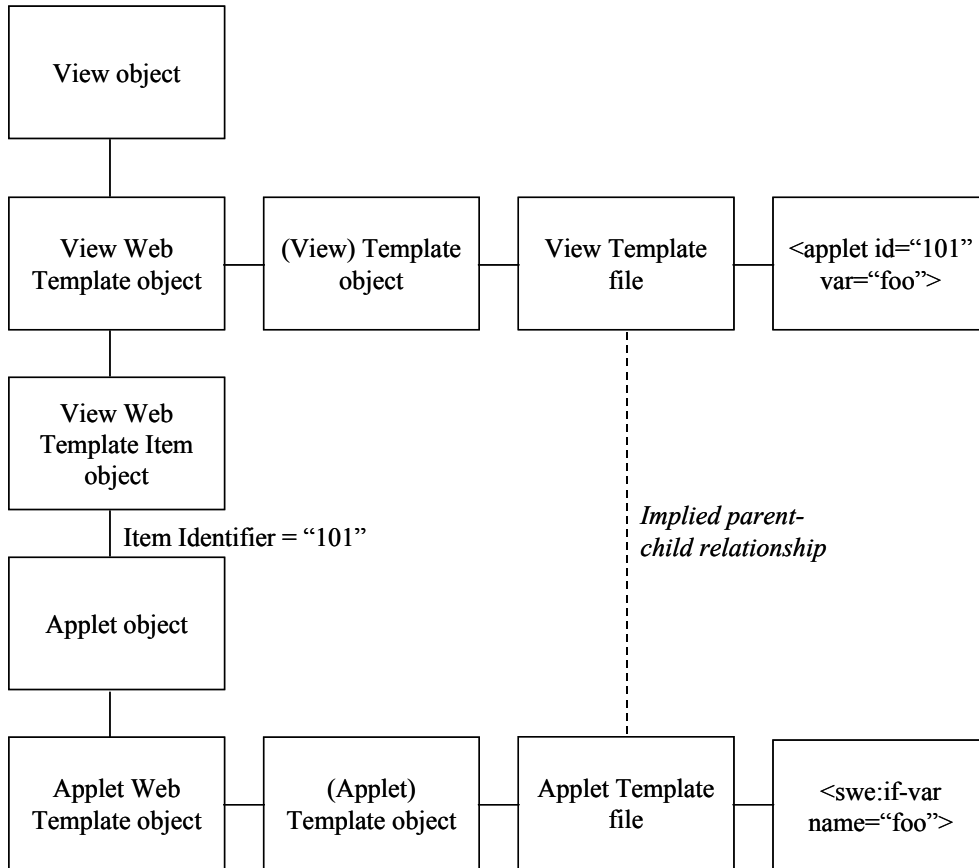 View object
View Web
Template object
(View) Template
object
View Template
file
<applet id=“101”
var=“foo”>
View Web
Template Item
object
Item Identifier = “101”
Implied parent-
child relationship
Applet object
Applet Web
Template object
(Applet)
Template object
Applet Template
file
<swe:if-var
name=“foo”>